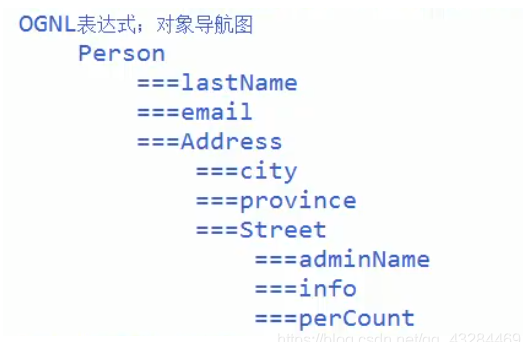 OGNL表达式；对象导航图
Person
===lastName
===email
===Address
===city
===province
===Street
===adminName
===info
===perCount
https://blog.csdn.net/qq_43284469